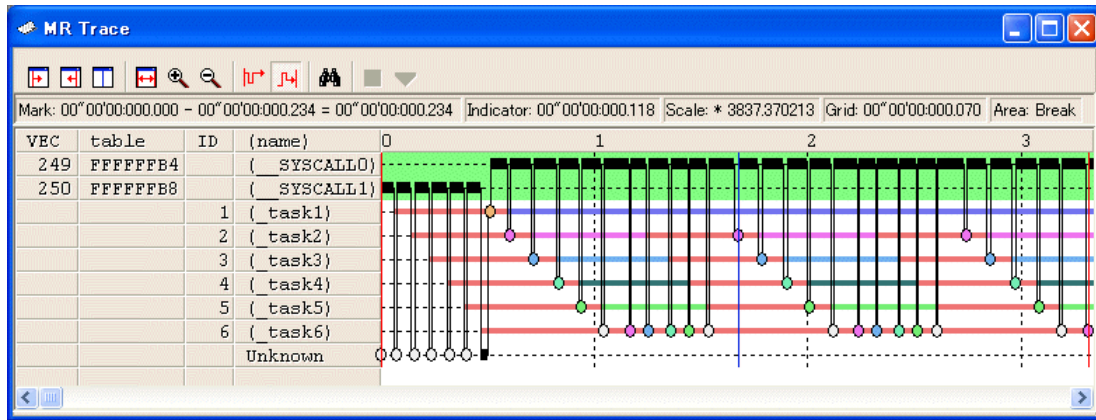 MR Trace
Mark: 00"00'00:000.000 - 00"00'00:000.234 = 00"00'00:000.234 Indicator: 00"00'00:000.118 Scale: * 3837.370213 Grid: 00"00'00:000.070 Area: Break
VEC table ID (name) 0 1 2 3
249 FFFFFFB4 (__SYSCALL0)
250 FFFFFFB8 (__SYSCALL1)
1 (_task1)
2 (_task2)
3 (_task3)
4 (_task4)
5 (_task5)
6 (_task6)
Unknown